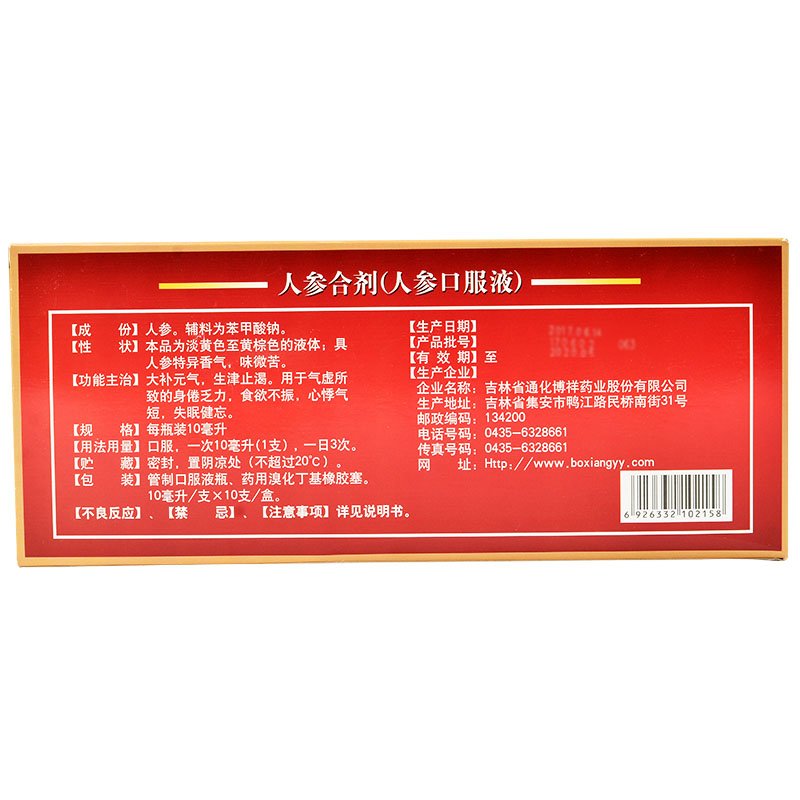 人参合剂(人参口服液)
【成 份】人参。辅料为苯甲酸钠。
【性 状】本品为淡黄色至黄棕色的液体；具
人参特异香气，味微苦。
【功能主治】大补元气，生津止渴。用于气虚所
致的身倦乏力，食欲不振，心悸气
短，失眠健忘。
【规 格】每瓶装10毫升
【用法用量】口服，一次10毫升(1支)，一日3次。
【贮 藏】密封，置阴凉处（不超过20℃）。
【包 装】管制口服液瓶、药用溴化丁基橡胶塞。
10毫升/支×10支/盒。
【不良反应】、【禁 忌】、【注意事项】详见说明书。
【生产日期】
【产品批号】
【有 效 期】至
【生产企业】
企业名称：吉林省通化博祥药业股份有限公司
生产地址：吉林省集安市鸭江路民桥南街31号
邮政编码：134200
电话号码：0435-6328661
传真号码：0435-6328661
网 址：Http://www.boxiangyy.com
6 926332 102158